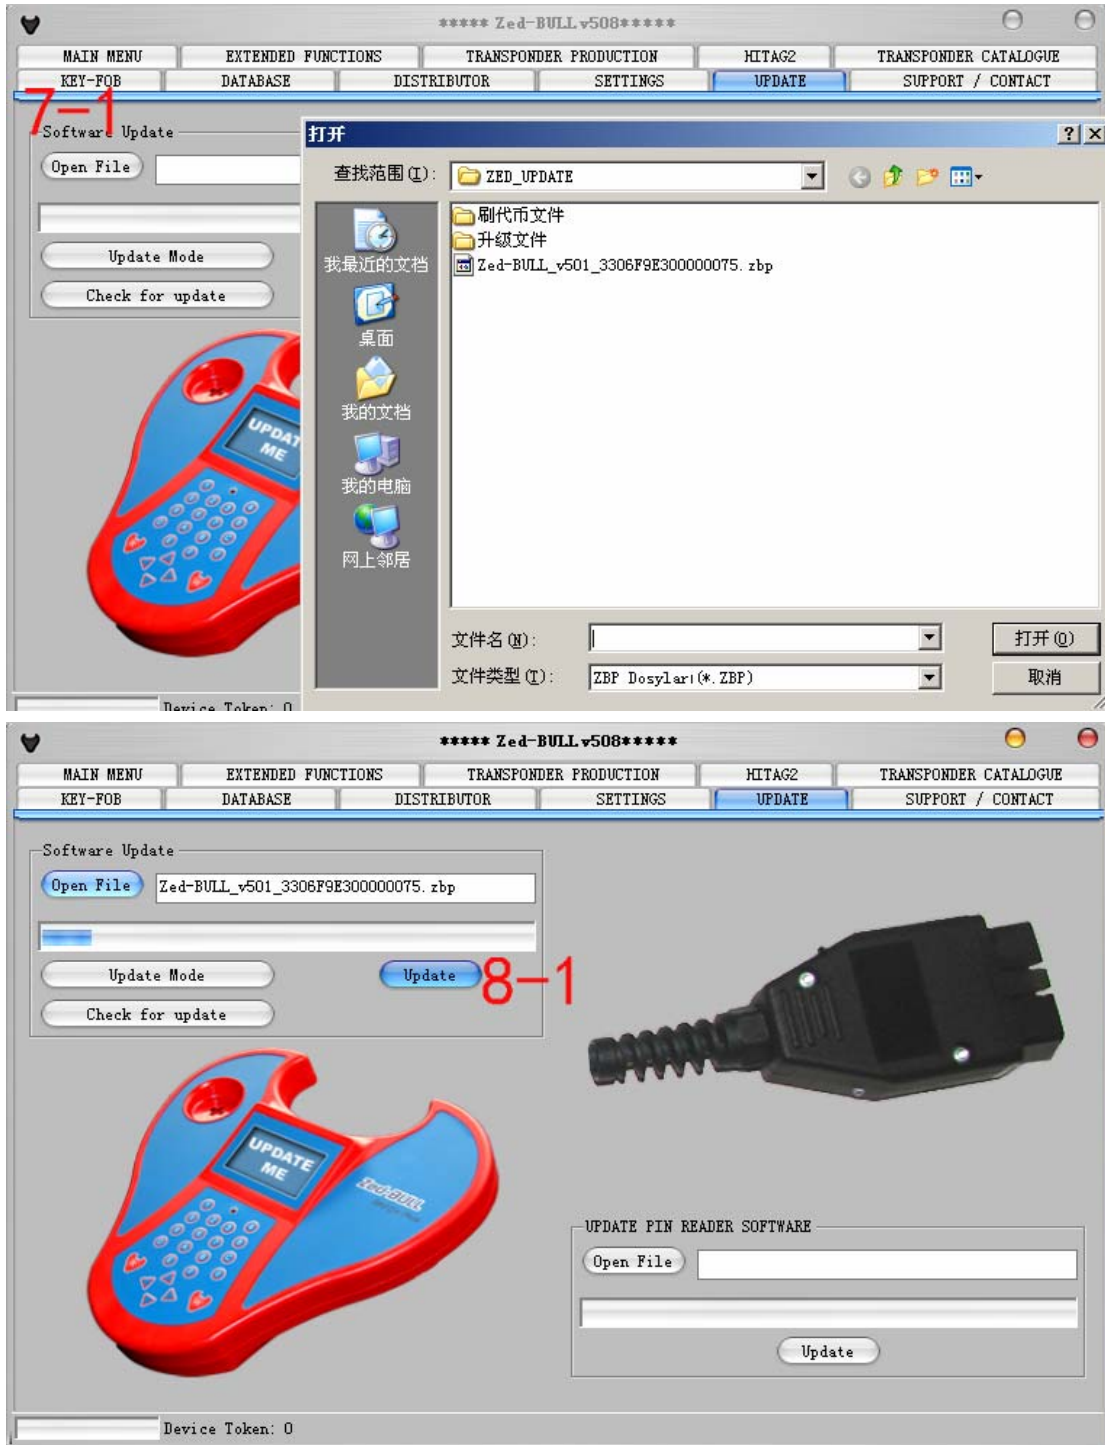 ***** Zed-BULL v508*****
MAIN MENU EXTENDED FUNCTIONS TRANSPONDER PRODUCTION HITAG2 TRANSPONDER CATALOGUE
KEY-FOB DATABASE DISTRIBUTOR SETTINGS UPDATE SUPPORT / CONTACT
7-1
Software Update
Open File
Update Mode
Check for update
UPDAT
ME
打开
查找范围(I): ZED_UPDATE
我最近的文档
桌面
我的文档
我的电脑
网上邻居
刷代币文件
升级文件
Zed-BULL_v501_3306F9E300000075.zbp
文件名(N): 打开(O)
文件类型(T): ZBP Dosyları(*.ZBP) 取消
Device Token: 0
***** Zed-BULL v508*****
MAIN MENU EXTENDED FUNCTIONS TRANSPONDER PRODUCTION HITAG2 TRANSPONDER CATALOGUE
KEY-FOB DATABASE DISTRIBUTOR SETTINGS UPDATE SUPPORT / CONTACT
Software Update
Open File Zed-BULL_v501_3306F9E300000075.zbp
Update Mode Update 8-1
Check for update
UPDATE
ME
Zed-BULL
UPDATE PIN READER SOFTWARE
Open File
Update
Device Token: 0